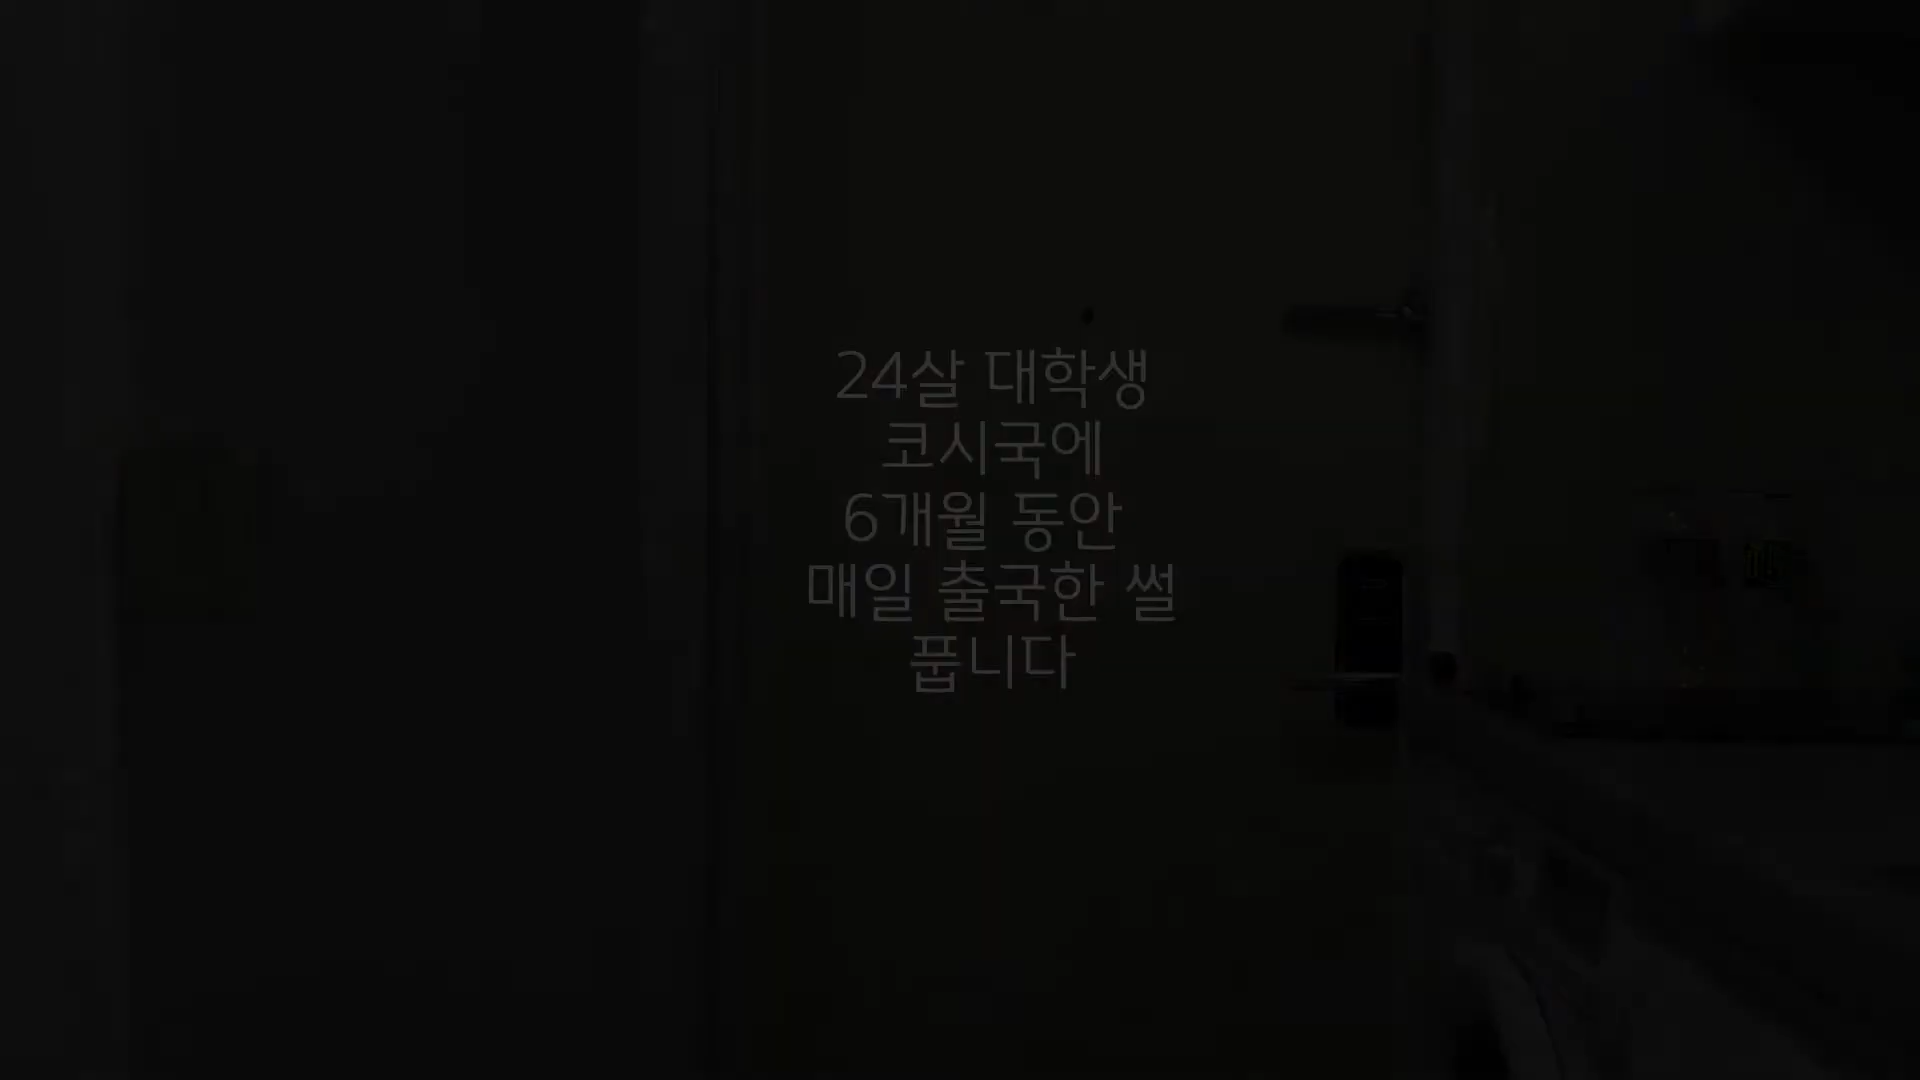 24살 대학생
코시국에
6개월 동안
매일 출국한 썰
풉니다